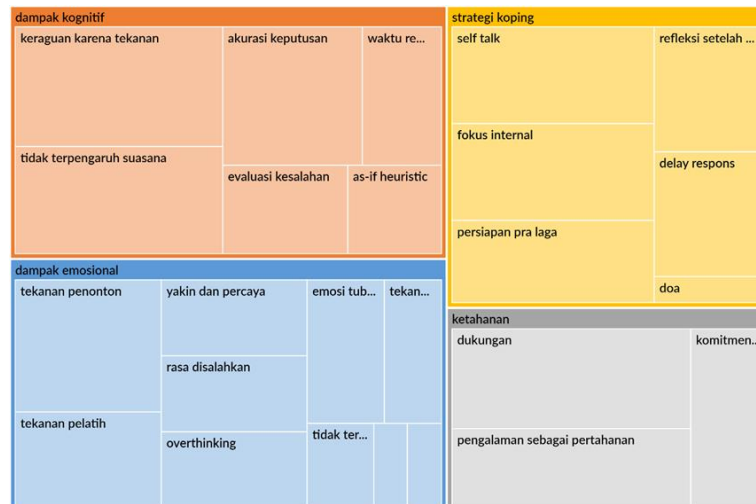 dampak kognitif
keraguan karena tekanan
akurasi keputusan
waktu re...
tidak terpengaruh suasana
evaluasi kesalahan
as-if heuristic
strategi koping
self talk
refleksi setelah ...
fokus internal
delay respons
persiapan pra laga
doa
dampak emosional
tekanan penonton
yakin dan percaya
emosi tub...
tekan...
rasa disalahkan
tekanan pelatih
overthinking
tidak ter...
ketahanan
dukungan
komitmen...
pengalaman sebagai pertahanan